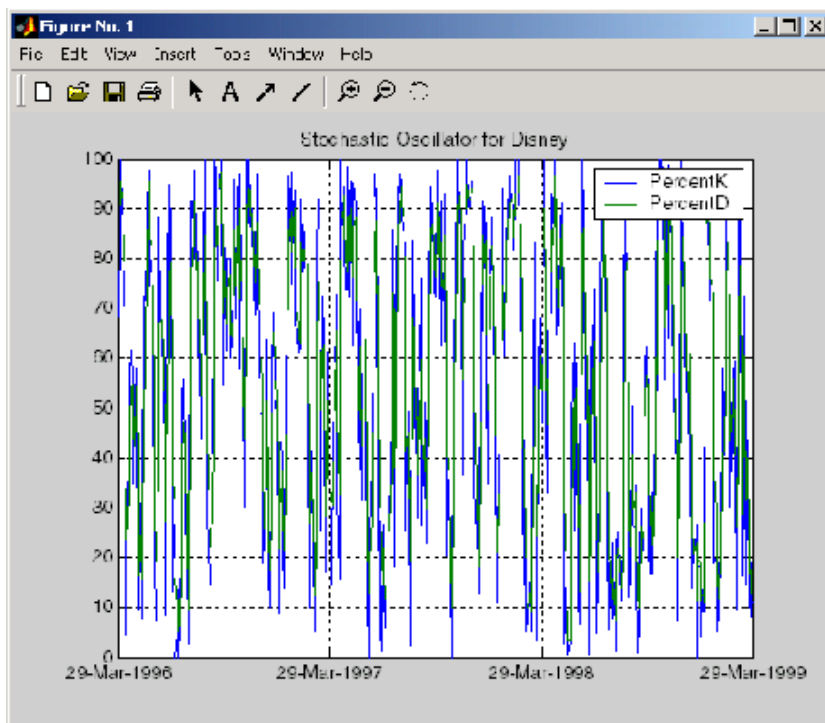 Figure No. 1
File Edit View Insert Tools Window Help
A
Stochastic Oscillator for Disney
100
90
80
70
60
50
40
30
20
10
0
PercentK
PercentD
29-Mar-1996 29-Mar-1997 29-Mar-1998 29-Mar-1999